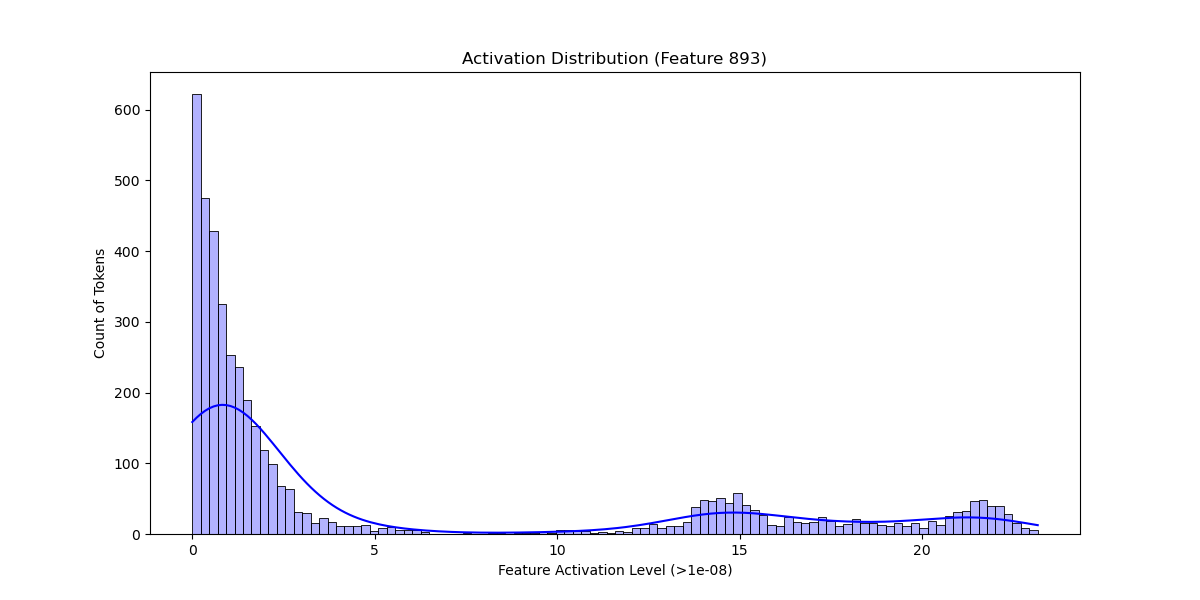 Activation Distribution (Feature 893)
600
500
400
300
200
100
0
Count of Tokens
0 5 10 15 20
Feature Activation Level (>1e-08)